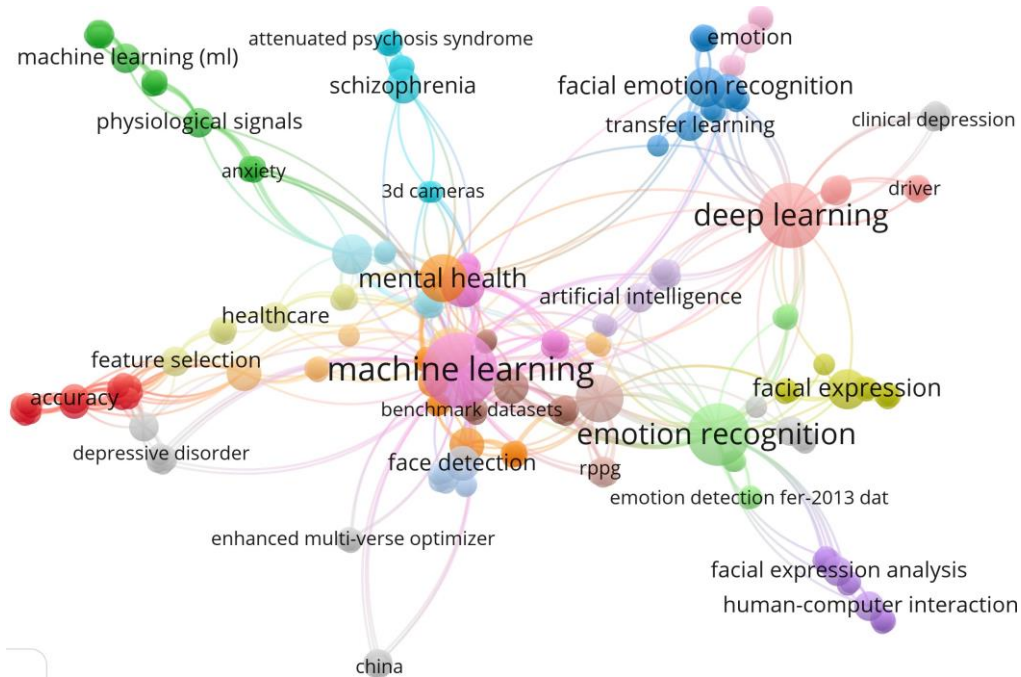 attenuated psychosis syndrome
emotion
machine learning (ml)
schizophrenia
facial emotion recognition
physiological signals
transfer learning
clinical depression
anxiety
3d cameras
driver
deep learning
mental health
artificial intelligence
healthcare
feature selection
machine learning
facial expression
accuracy
benchmark datasets
emotion recognition
depressive disorder
face detection
rppg
emotion detection fer-2013 dat
enhanced multi-verse optimizer
facial expression analysis
human-computer interaction
china